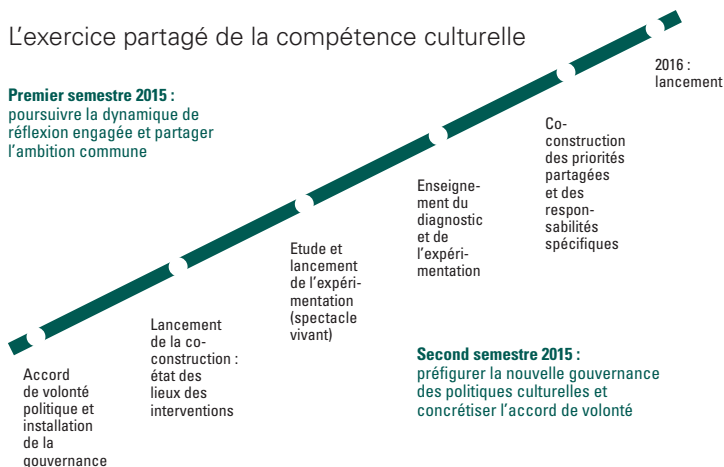 L'exercice partagé de la compétence culturelle
Premier semestre 2015 :
poursuivre la dynamique de
réflexion engagée et partager
l'ambition commune
Accord
de volonté
politique et
installation
de la
gouvernance
Lancement
de la co-
construction :
état des
lieux des
interventions
Etude et
lancement
de l'expéri-
mentation
(spectacle
vivant)
Enseigne-
ment du
diagnostic
et de
l'expéri-
mentation
Co-
construction
des priorités
partagées
et des
respon-
sabilités
spécifiques
2016 :
lancement
Second semestre 2015 :
préfigurer la nouvelle gouvernance
des politiques culturelles et
concrétiser l'accord de volonté